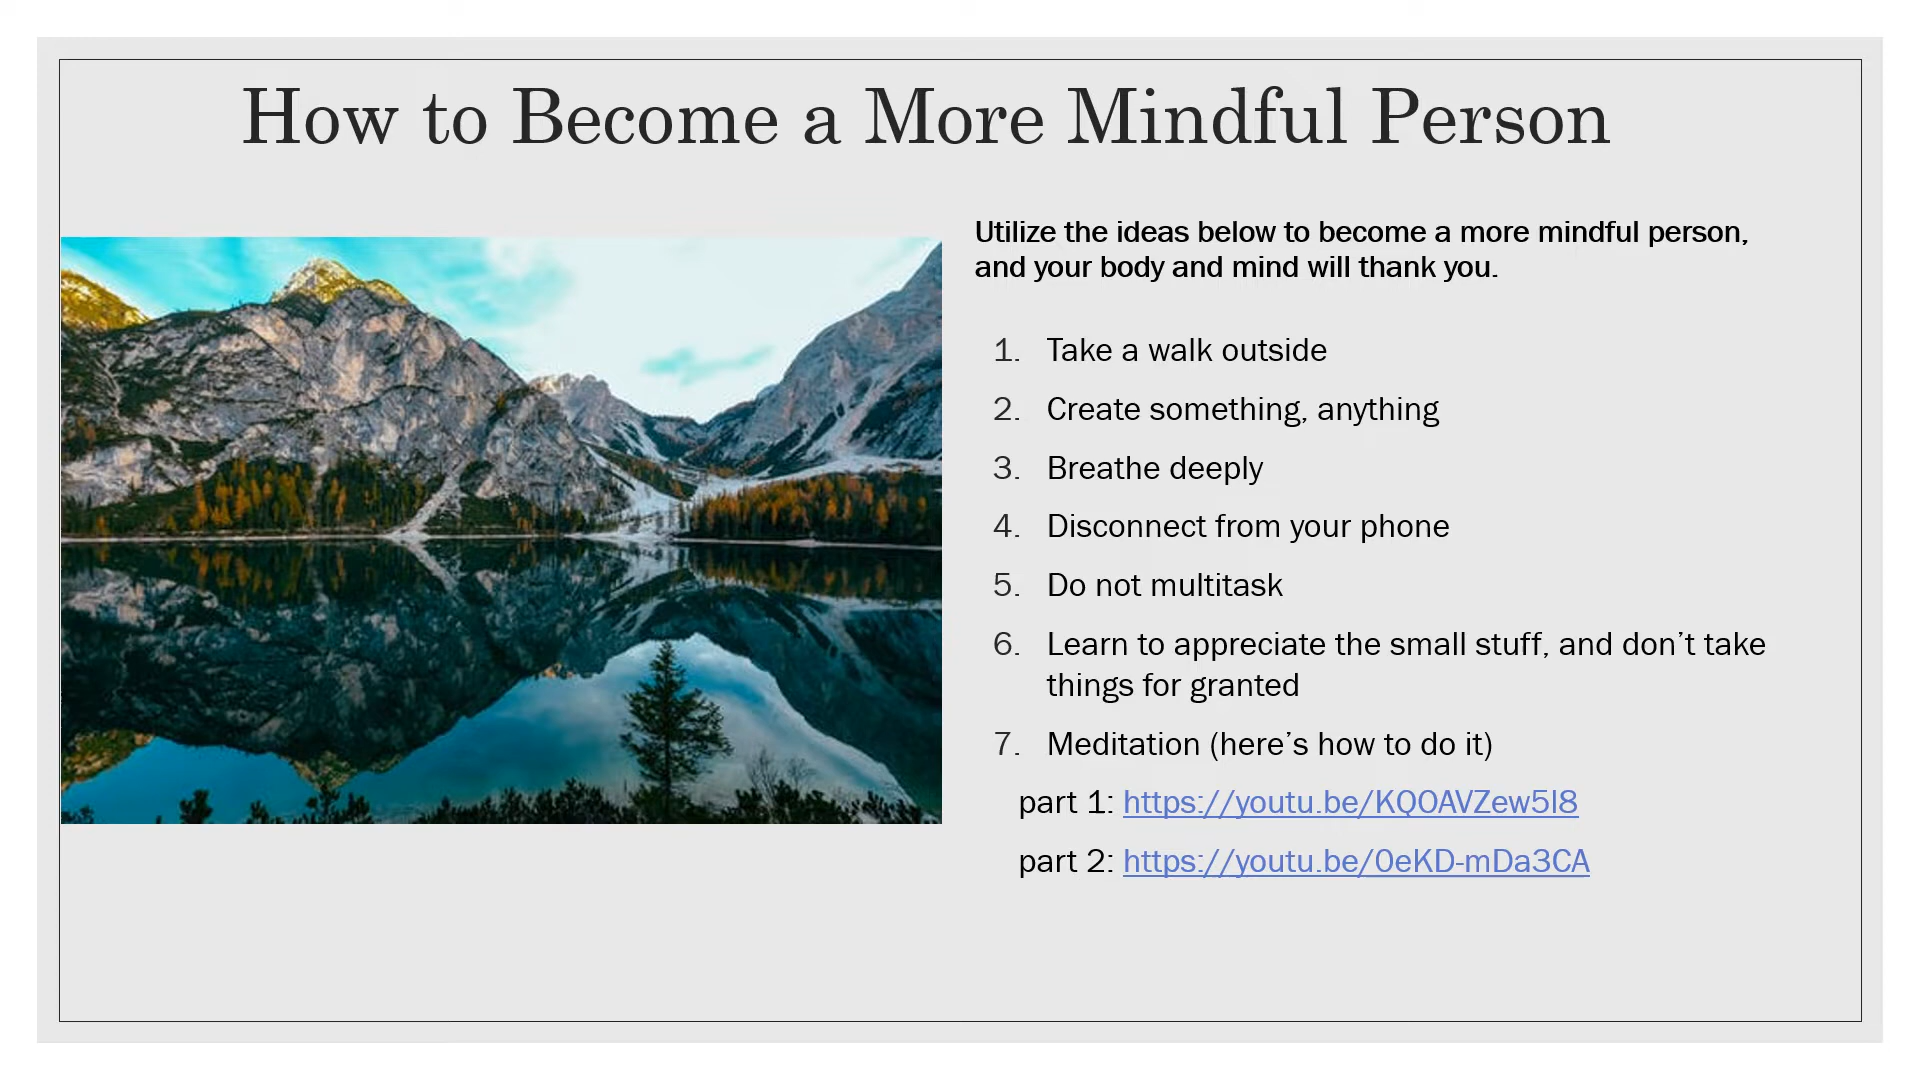 How to Become a More Mindful Person
Utilize the ideas below to become a more mindful person,
and your body and mind will thank you.
1. Take a walk outside
2. Create something, anything
3. Breathe deeply
4. Disconnect from your phone
5. Do not multitask
6. Learn to appreciate the small stuff, and don’t take
things for granted
7. Meditation (here’s how to do it)
part 1: https://youtu.be/KQOAVZew5l8
part 2: https://youtu.be/0eKD-mDa3CA